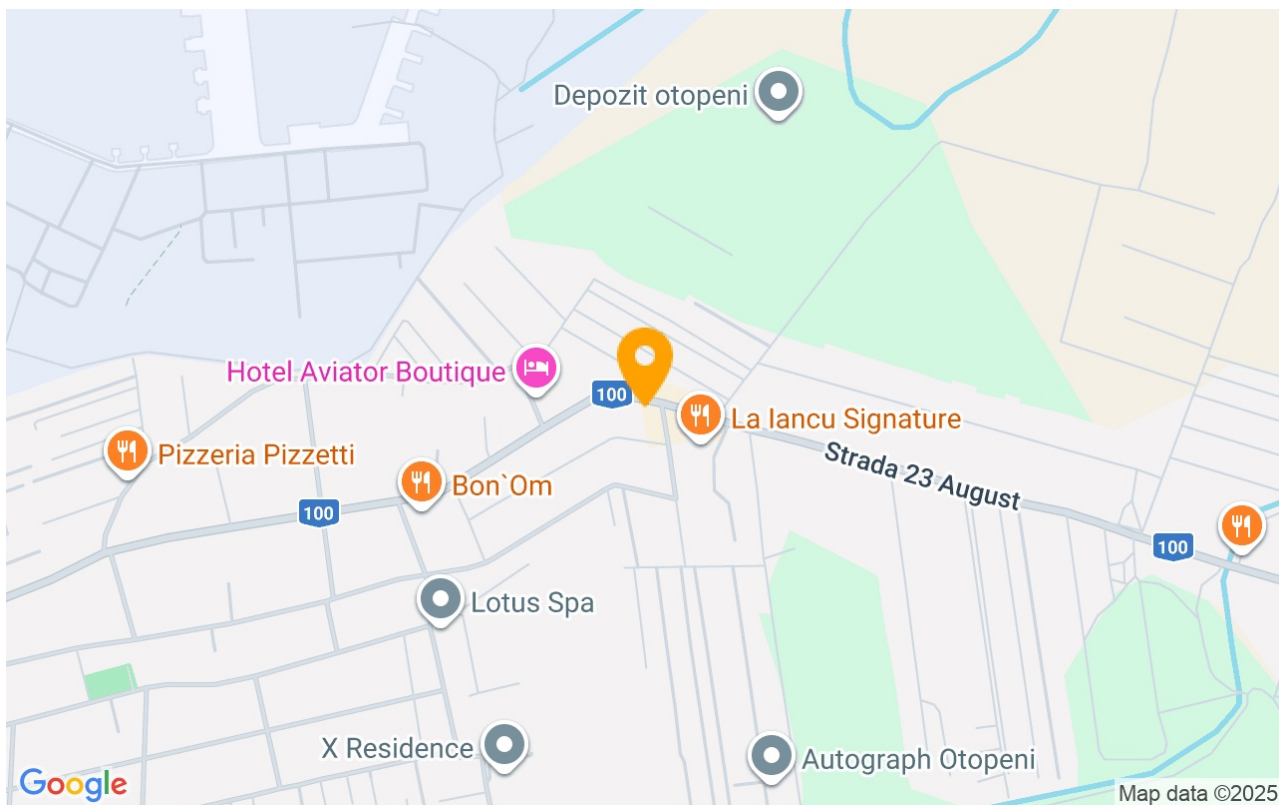 Depozit otopeni
Hotel Aviator Boutique
100
La Iancu Signature
Pizzeria Pizzetti
Strada 23 August
Bon`Om
100
100
Lotus Spa
X Residence
Autograph Otopeni
Google
Map data ©2025